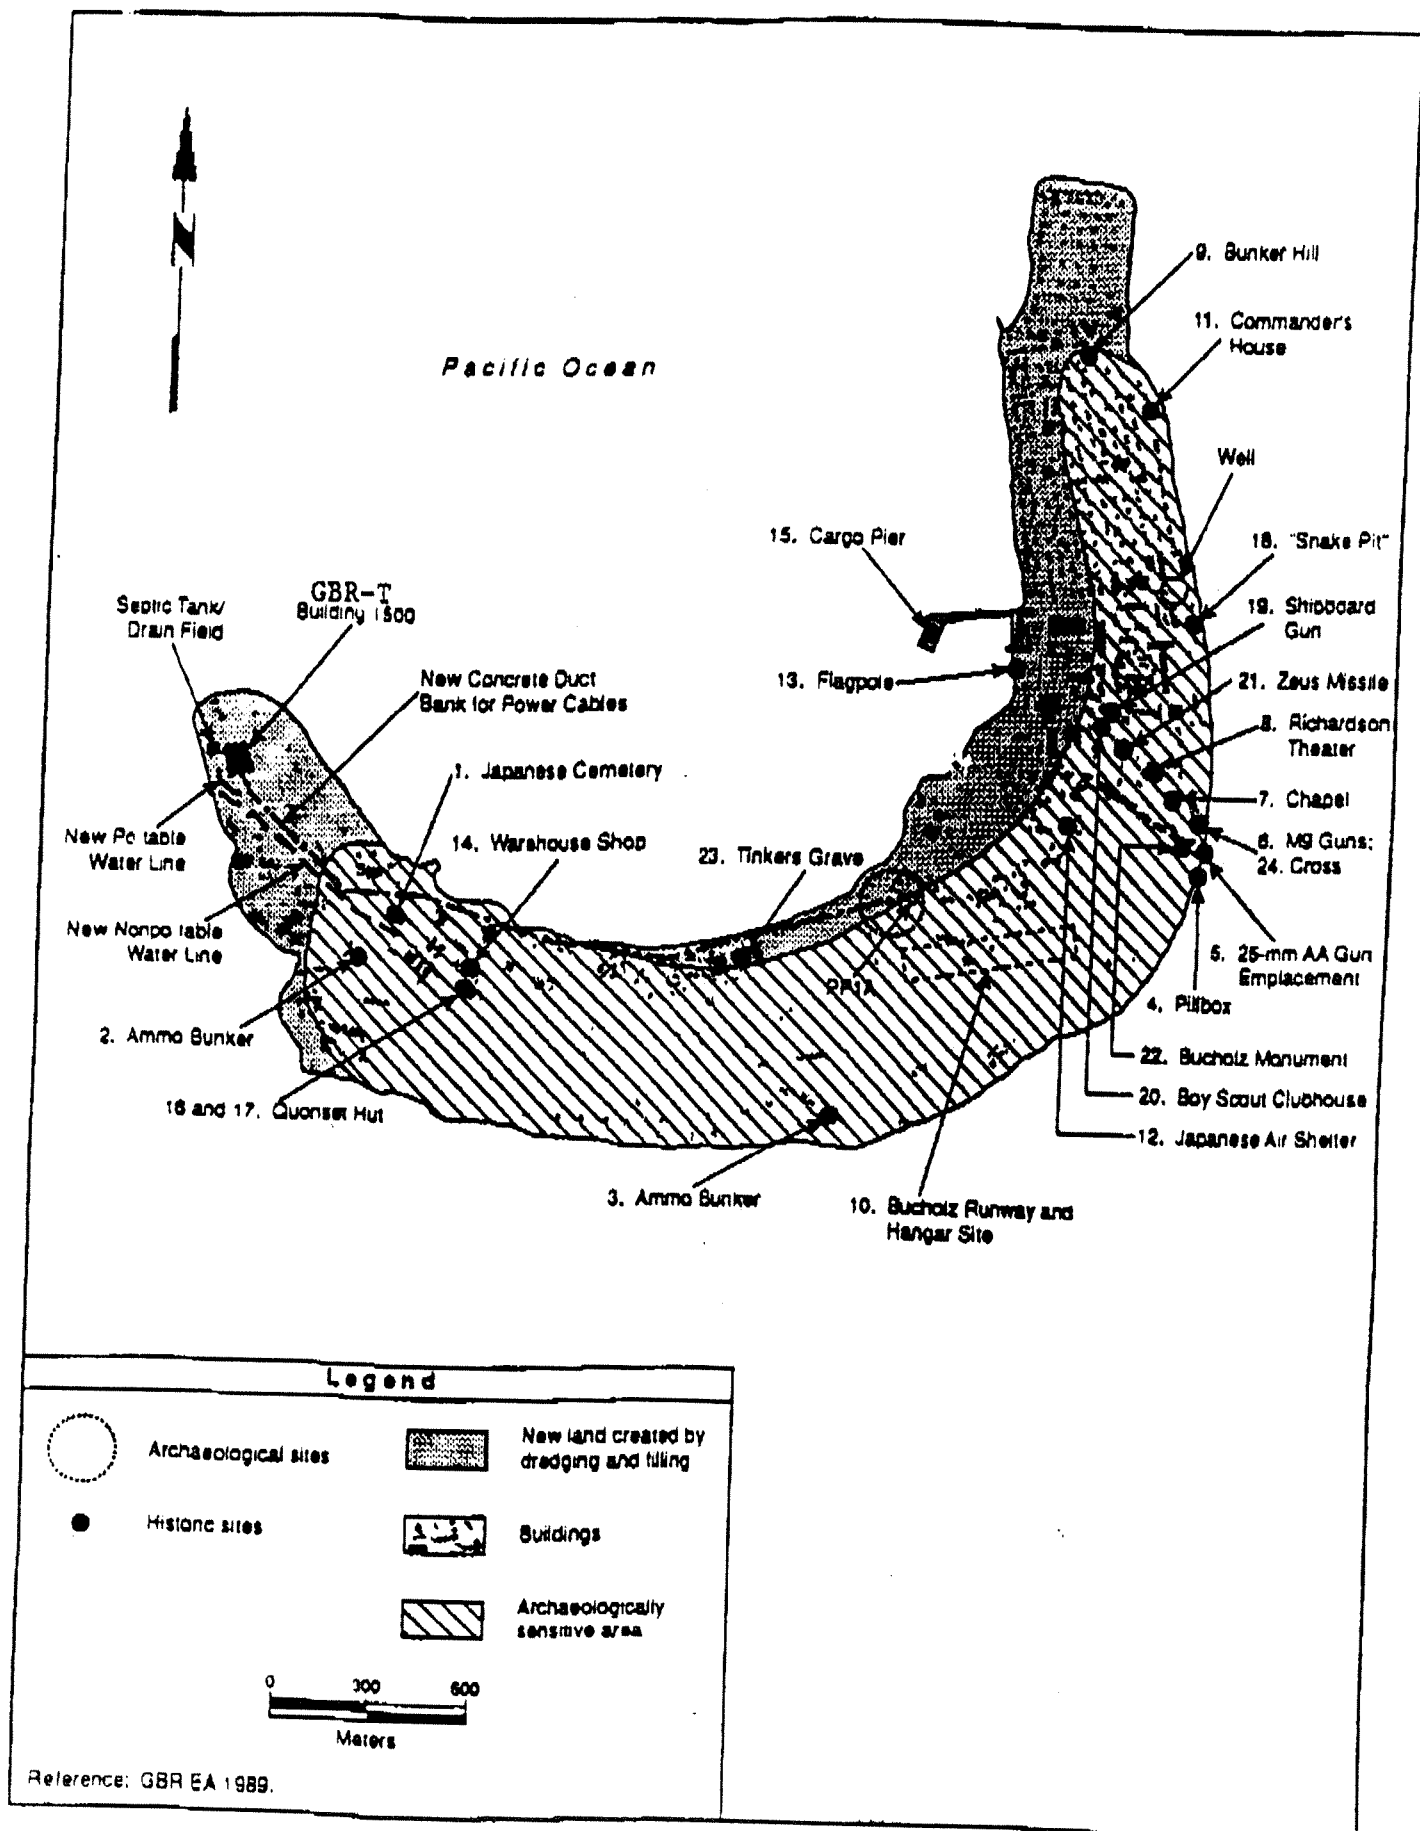 N
Pacific Ocean
9. Bunker Hill
11. Commander's
House
Well
15. Cargo Pier
18. "Snake Pit"
19. Shipboard
Gun
GBR-T
Building 1500
Septic Tank/
Drain Field
13. Flagpole
21. Zeus Missile
New Concrete Duct
Bank for Power Cables
8. Richardson
Theater
1. Japanese Cemetery
7. Chapel
New Potable
Water Line
14. Warehouse Shop
23. Tinkers Grave
6. M9 Guns;
24. Cross
New Nonpotable
Water Line
5. 25-mm AA Gun
Emplacement
PP1A
4. Pillbox
2. Ammo Bunker
22. Bucholz Monument
16 and 17. Quonset Hut
20. Boy Scout Clubhouse
12. Japanese Air Shelter
3. Ammo Bunker
10. Bucholz Runway and
Hangar Site
Legend
Archaeological sites
New land created by
dredging and filling
Historic sites
Buildings
Archaeologically
sensitive area
0 300 600
Meters
Reference: GBR EA 1989.